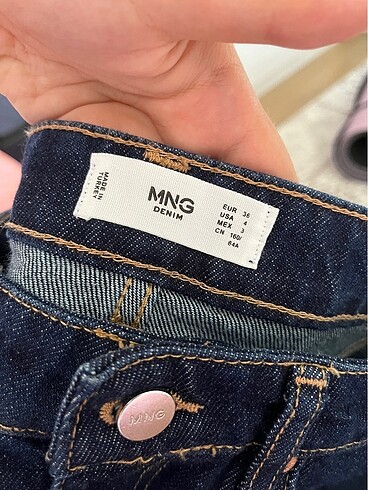 MADE IN
TURKEY
MNG
DENIM
EUR 36
USA 4
MEX 3
CN 160/
64A
MNG